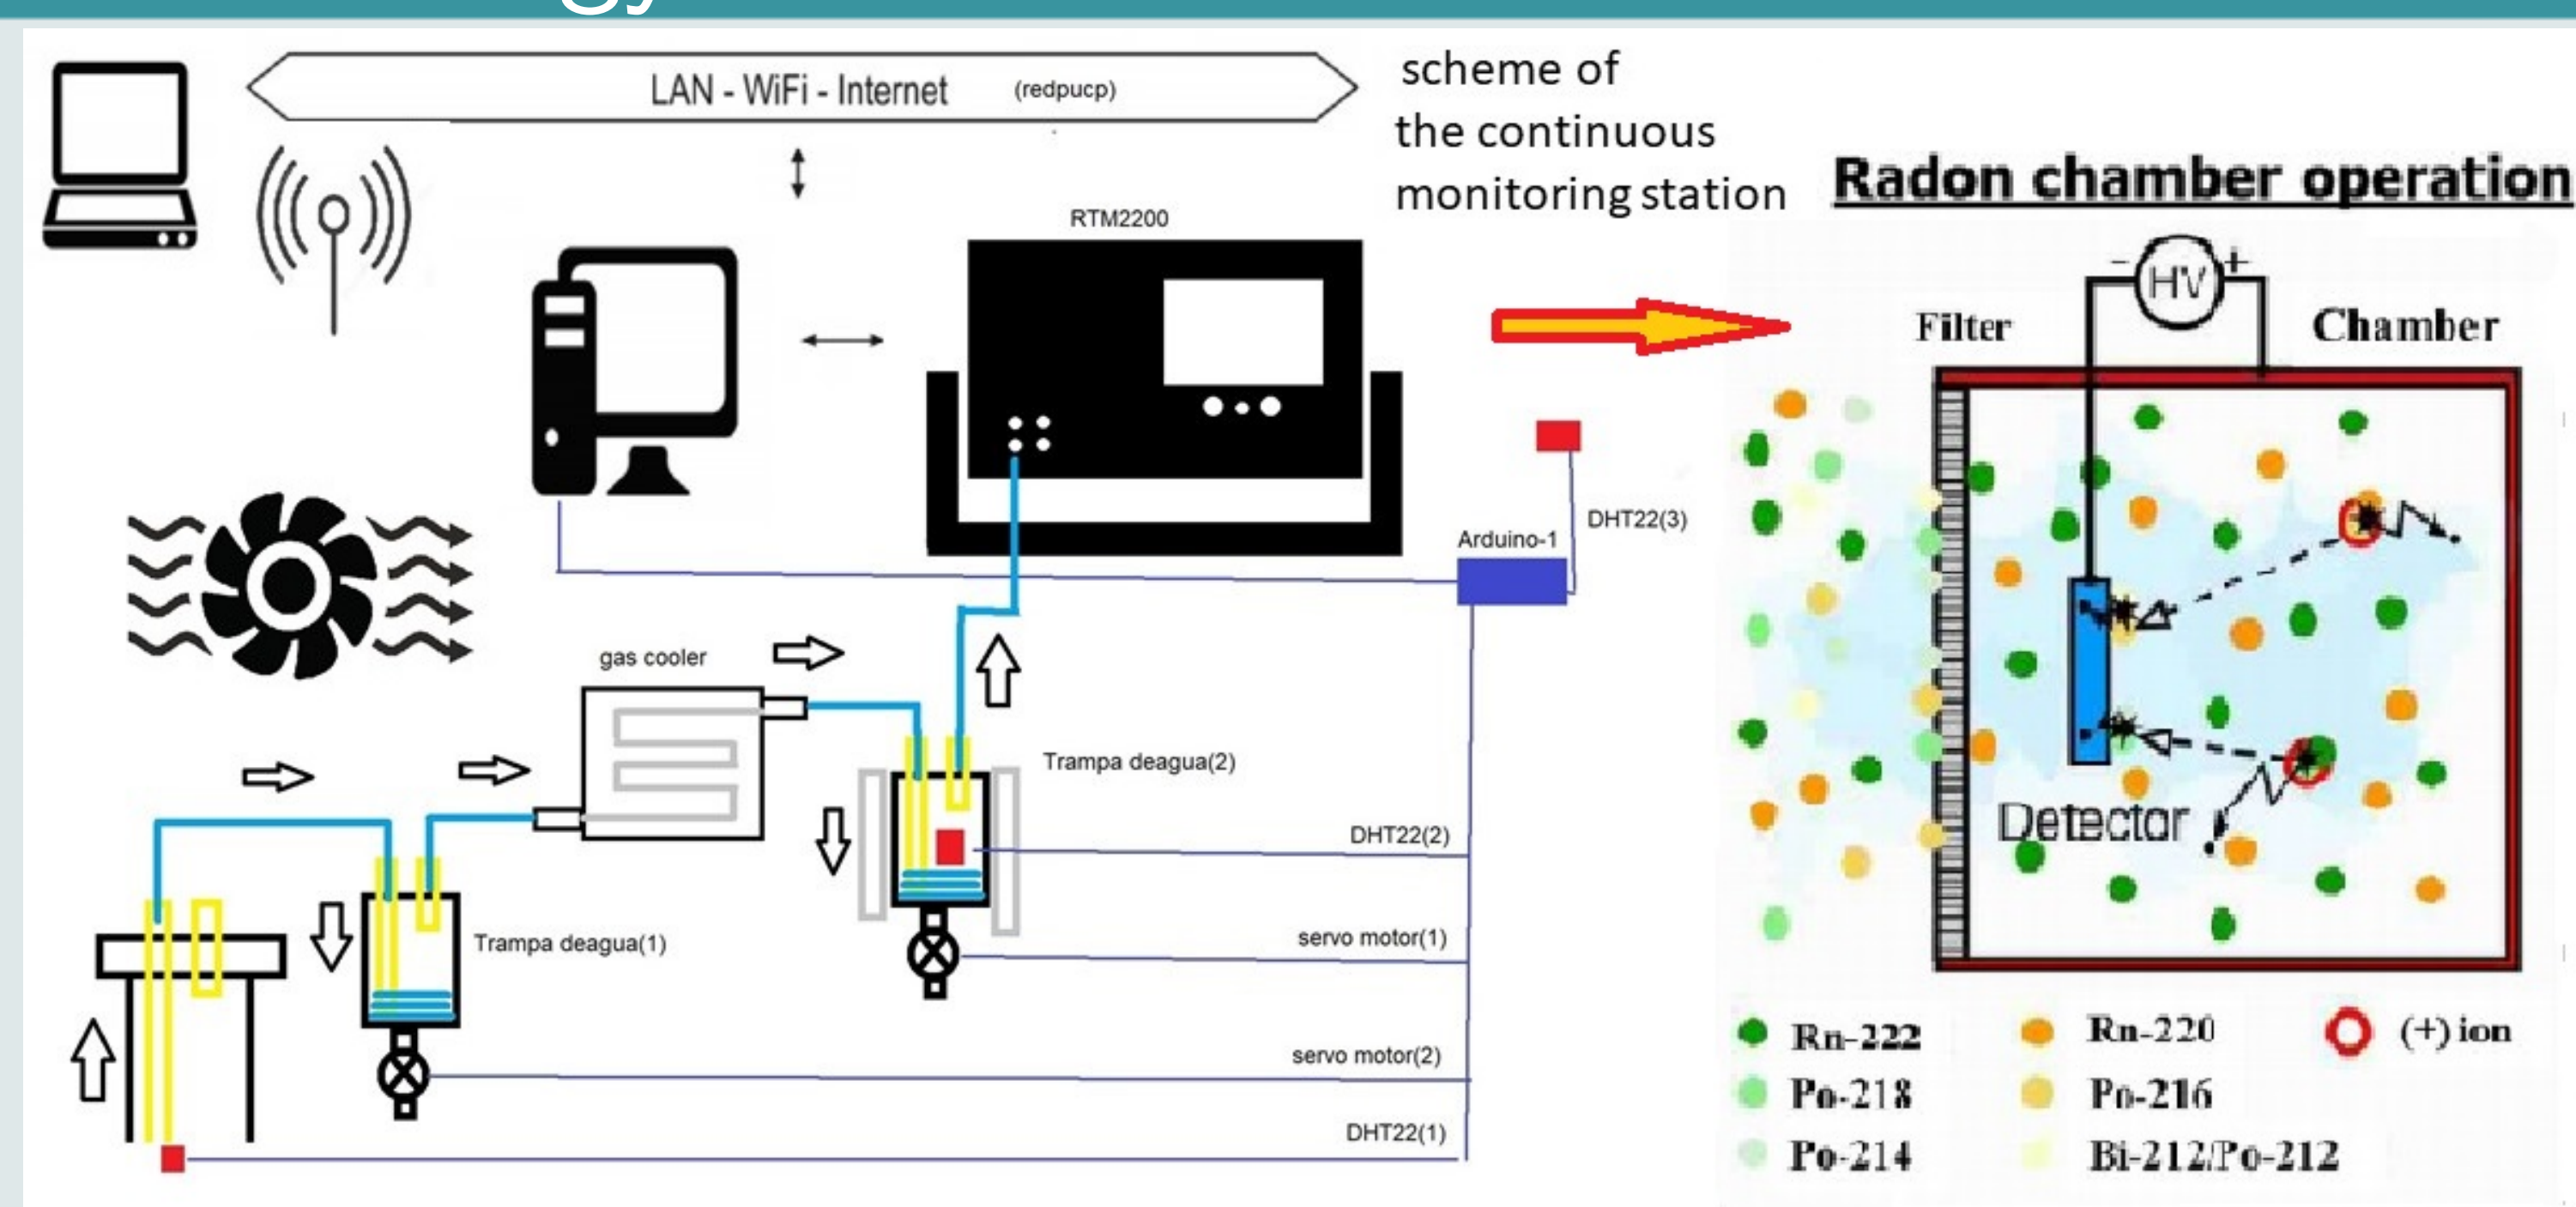 LAN - WiFi - Internet (redpucp)
scheme of
the continuous
monitoring station
RTM2200
DHT22(3)
Arduino-1
gas cooler
Trampa deagua(2)
DHT22(2)
Trampa deagua(1)
servo motor(1)
servo motor(2)
DHT22(1)
Radon chamber operation
- HV +
Filter
Chamber
Detector
Rn-222
Rn-220
(+) ion
Po-218
Po-216
Po-214
Bi-212/Po-212